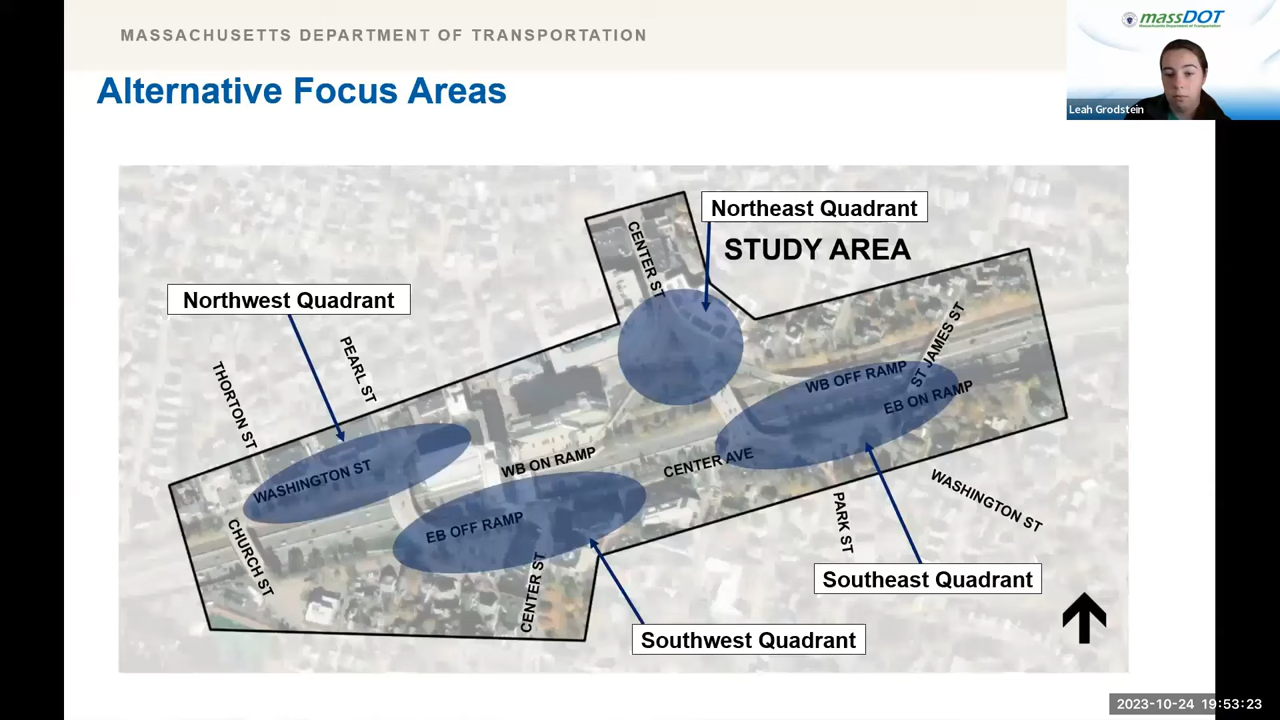 MASSACHUSETTS DEPARTMENT OF TRANSPORTATION
massDOT
Leah Grodstein
Alternative Focus Areas
Northeast Quadrant
STUDY AREA
CENTER ST
Northwest Quadrant
PEARL ST
THORTON ST
ST JAMES ST
WB OFF RAMP
EB ON RAMP
WASHINGTON ST
WB ON RAMP
CENTER AVE
EB OFF RAMP
CHURCH ST
CENTER ST
PARK ST
WASHINGTON ST
Southeast Quadrant
Southwest Quadrant
2023-10-24 19:53:23